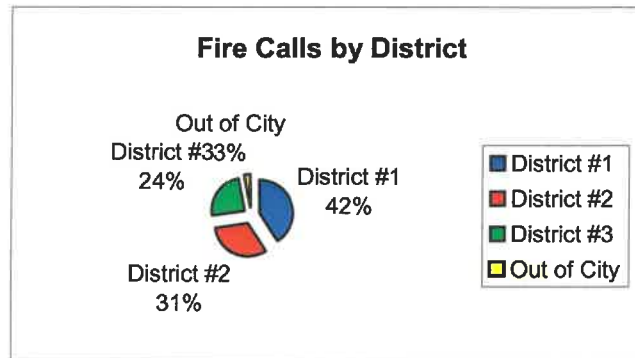 Fire Calls by District
Out of City
District #33%
24%
District #1
42%
District #2
31%
District #1
District #2
District #3
Out of City